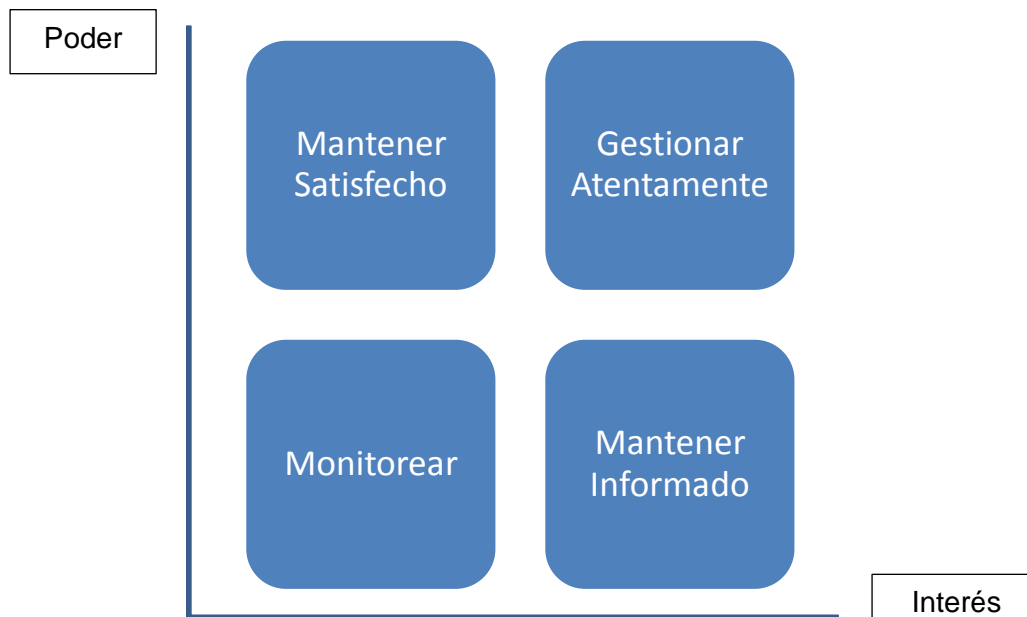 Poder
Mantener
Satisfecho
Gestionar
Atentamente
Monitorear
Mantener
Informado
Interés